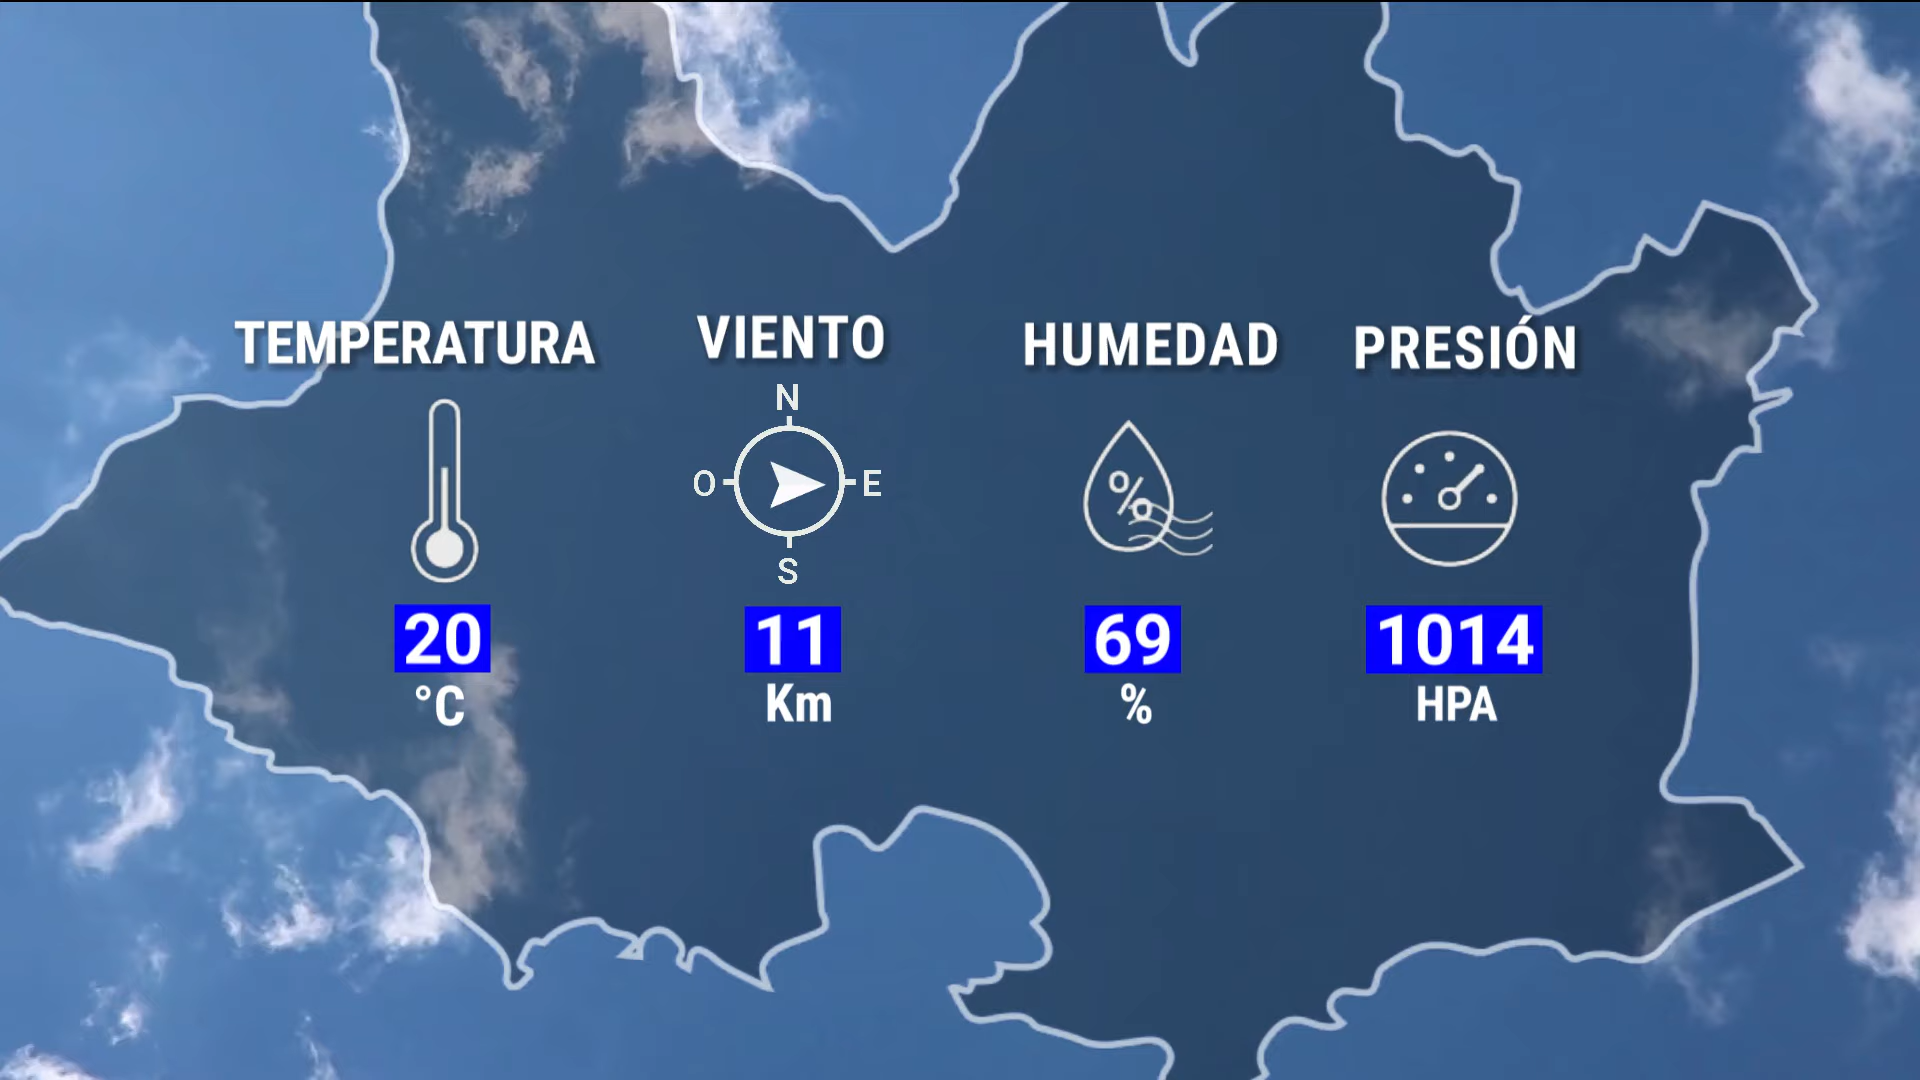 TEMPERATURA
VIENTO
HUMEDAD
PRESIÓN
N
O
E
S
%
20
11
69
1014
°C
Km
%
HPA